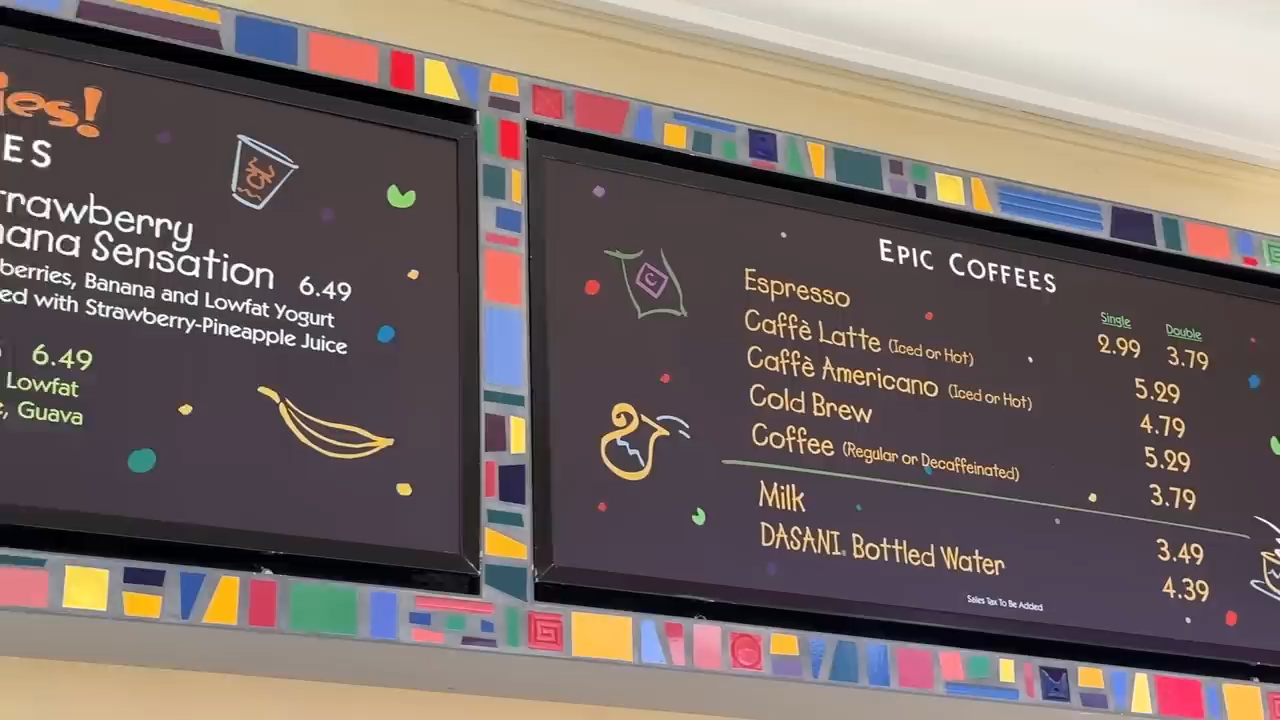 ies!
ES
rawberry
nana Sensation 6.49
berries, Banana and Lowfat Yogurt
ed with Strawberry-Pineapple Juice
6.49
Lowfat
, Guava
EPIC COFFEES
Single Double
Espresso 2.99 3.79
Caffè Latte (Iced or Hot) 5.29
Caffè Americano (Iced or Hot) 4.79
Cold Brew 5.29
Coffee (Regular or Decaffeinated) 3.79
Milk 3.49
DASANI® Bottled Water 4.39
Sales Tax To Be Added
C